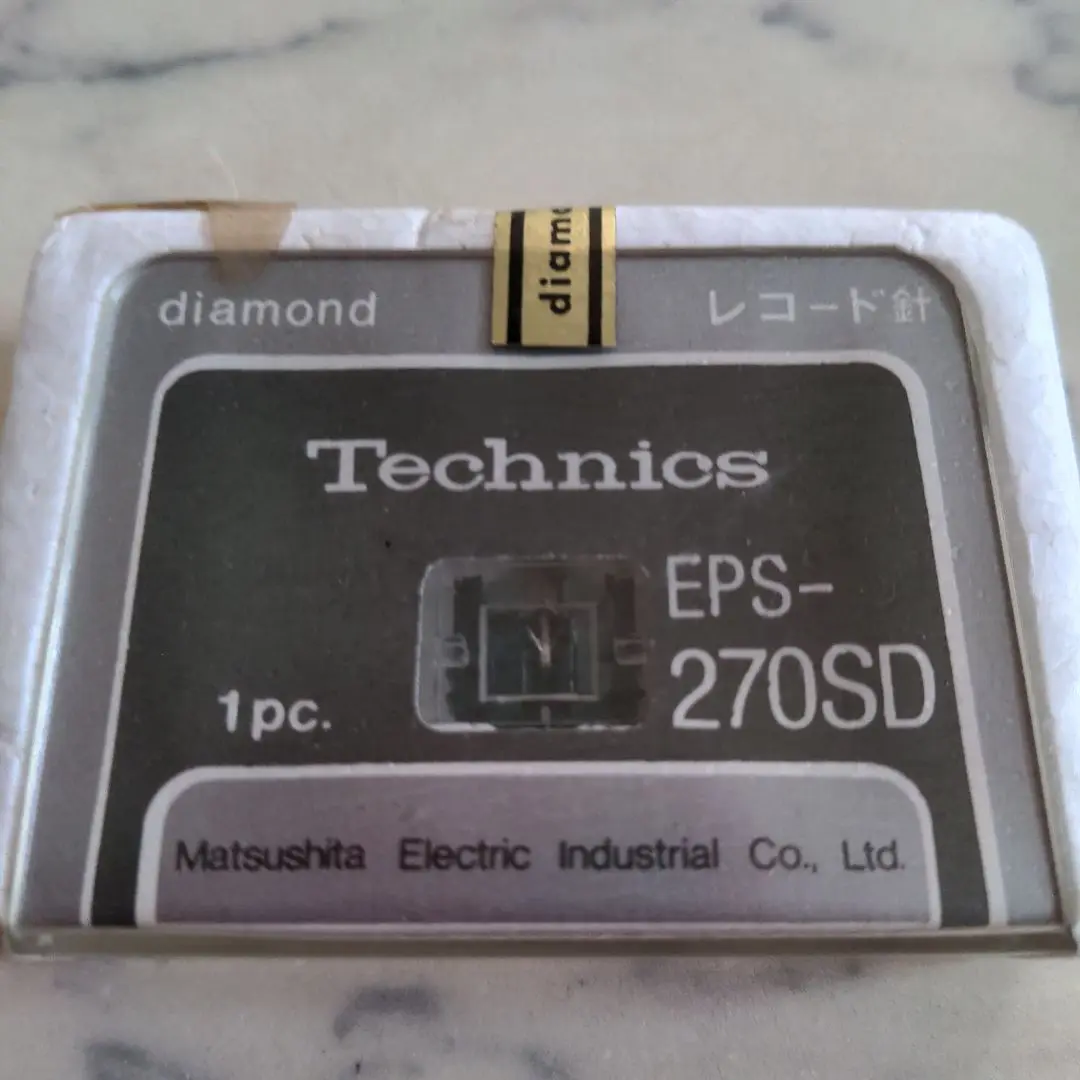 diamond
diamo
レコード針
Technics
EPS-
270SD
1pc.
Matsushita Electric Industrial Co., Ltd.